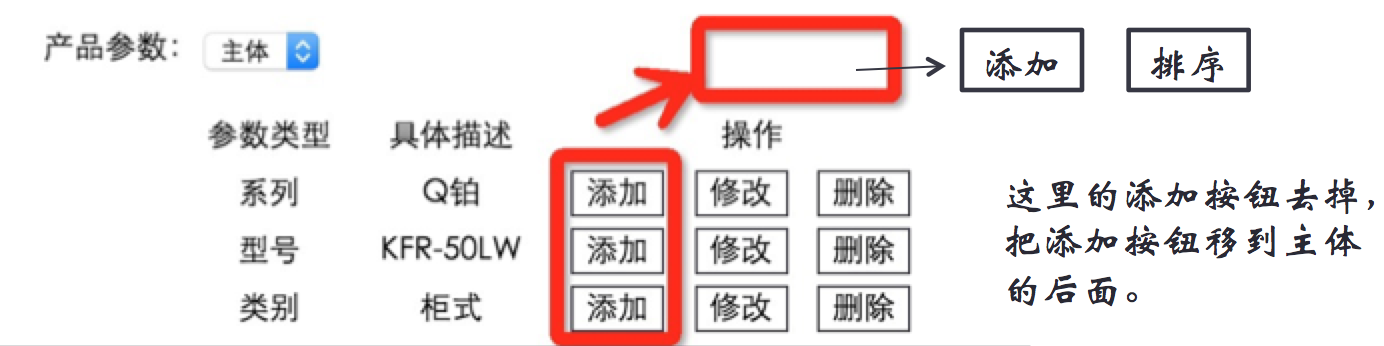 产品参数： 主体 添加 排序
参数类型 具体描述 操作
系列 Q铂 添加 修改 删除
型号 KFR-50LW 添加 修改 删除
类别 柜式 添加 修改 删除
这里的添加按钮去掉，
把添加按钮移到主体
的后面。